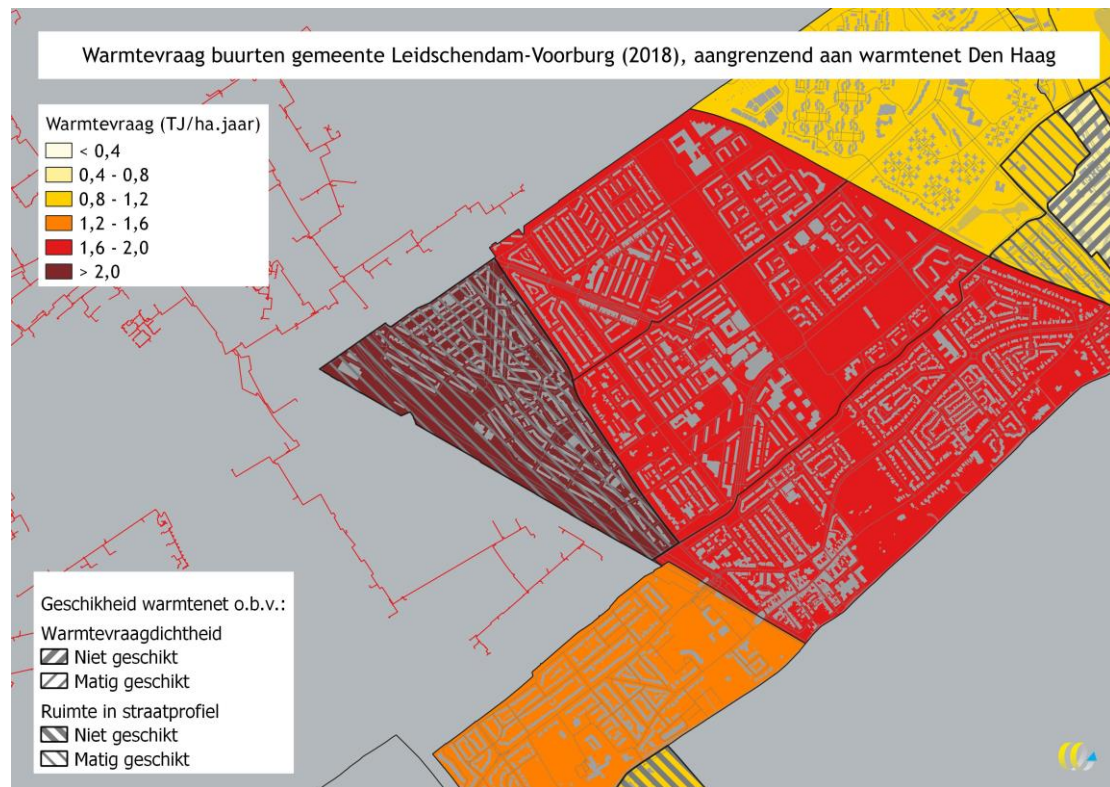 Warmtevraag buurten gemeente Leidschendam-Voorburg (2018), aangrenzend aan warmtenet Den Haag
Warmtevraag (TJ/ha.jaar)
< 0,4
0,4 - 0,8
0,8 - 1,2
1,2 - 1,6
1,6 - 2,0
> 2,0
Geschikheid warmtenet o.b.v.:
Warmtevraagdichtheid
Niet geschikt
Matig geschikt
Ruimte in straatprofiel
Niet geschikt
Matig geschikt